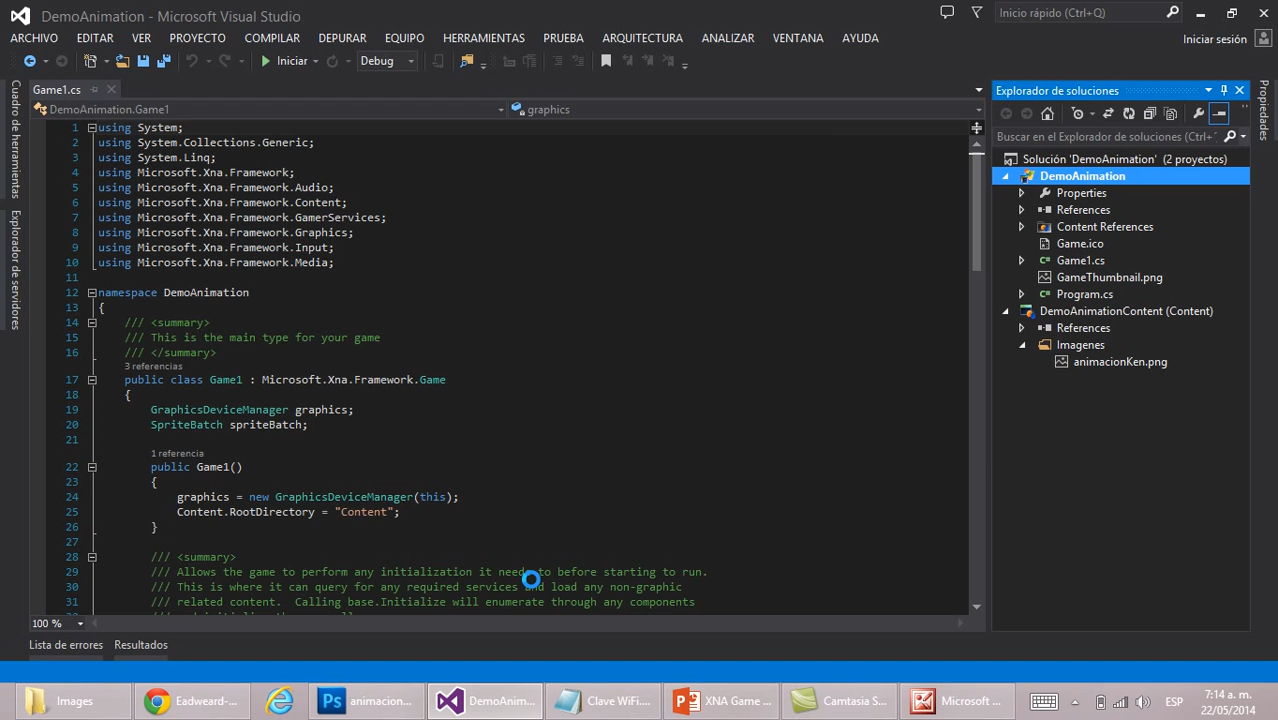 DemoAnimation - Microsoft Visual Studio
Inicio rápido (Ctrl+Q)
ARCHIVO EDITAR VER PROYECTO COMPILAR DEPURAR EQUIPO HERRAMIENTAS PRUEBA ARQUITECTURA ANALIZAR VENTANA AYUDA
Iniciar sesión
Iniciar Debug
Cuadro de herramientas
Explorador de servidores
Game1.cs
DemoAnimation.Game1
graphics
1 using System;
2 using System.Collections.Generic;
3 using System.Linq;
4 using Microsoft.Xna.Framework;
5 using Microsoft.Xna.Framework.Audio;
6 using Microsoft.Xna.Framework.Content;
7 using Microsoft.Xna.Framework.GamerServices;
8 using Microsoft.Xna.Framework.Graphics;
9 using Microsoft.Xna.Framework.Input;
10 using Microsoft.Xna.Framework.Media;
11
12 namespace DemoAnimation
13 {
14 /// <summary>
15 /// This is the main type for your game
16 /// </summary>
3 referencias
17 public class Game1 : Microsoft.Xna.Framework.Game
18 {
19 GraphicsDeviceManager graphics;
20 SpriteBatch spriteBatch;
21
1 referencia
22 public Game1()
23 {
24 graphics = new GraphicsDeviceManager(this);
25 Content.RootDirectory = "Content";
26 }
27
28 /// <summary>
29 /// Allows the game to perform any initialization it needs to before starting to run.
30 /// This is where it can query for any required services and load any non-graphic
31 /// related content.  Calling base.Initialize will enumerate through any components
100 %
Explorador de soluciones
Buscar en el Explorador de soluciones (Ctrl+
Solución 'DemoAnimation' (2 proyectos)
DemoAnimation
Properties
References
Content References
Game.ico
Game1.cs
GameThumbnail.png
Program.cs
DemoAnimationContent (Content)
References
Imagenes
animacionKen.png
Propiedades
Lista de errores Resultados
Images
Eadweard-...
animacion...
DemoAnim...
Clave WiFi....
XNA Game ...
Camtasia S...
Microsoft ...
ESP
7:14 a. m.
22/05/2014